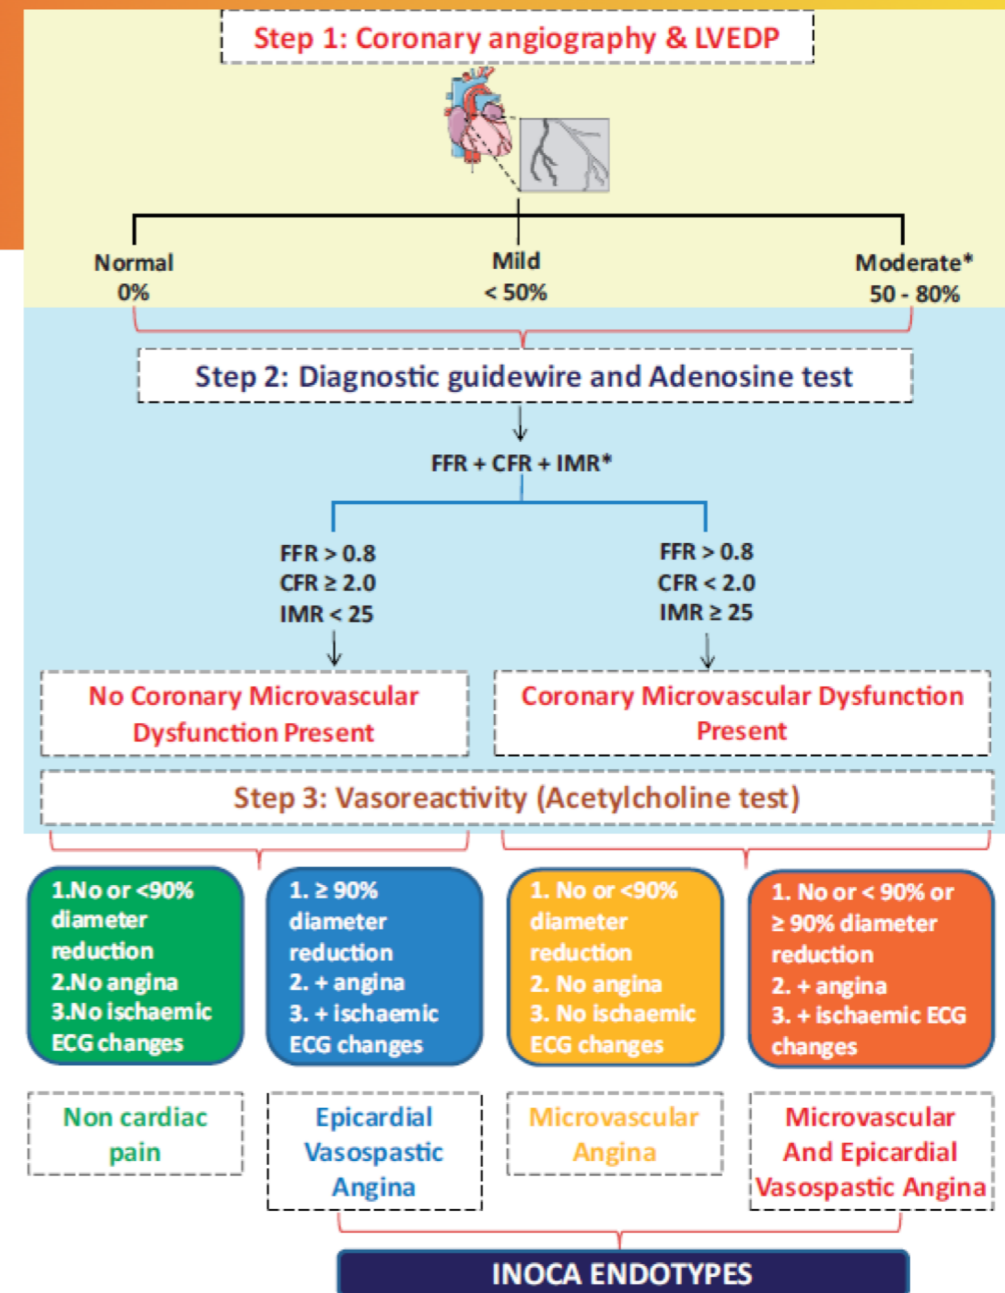 Step 1: Coronary angiography & LVEDP
Normal
0%
Mild
< 50%
Moderate*
50 - 80%
Step 2: Diagnostic guidewire and Adenosine test
FFR + CFR + IMR*
FFR > 0.8
CFR ≥ 2.0
IMR < 25
FFR > 0.8
CFR < 2.0
IMR ≥ 25
No Coronary Microvascular
Dysfunction Present
Coronary Microvascular Dysfunction
Present
Step 3: Vasoreactivity (Acetylcholine test)
1.No or <90%
diameter
reduction
2.No angina
3.No ischaemic
ECG changes
1. ≥ 90%
diameter
reduction
2. + angina
3. + ischaemic
ECG changes
1. No or <90%
diameter
reduction
2. No angina
3. No ischaemic
ECG changes
1. No or < 90% or
≥ 90% diameter
reduction
2. + angina
3. + ischaemic ECG
changes
Non cardiac
pain
Epicardial
Vasospastic
Angina
Microvascular
Angina
Microvascular
And Epicardial
Vasospastic Angina
INOCA ENDOTYPES